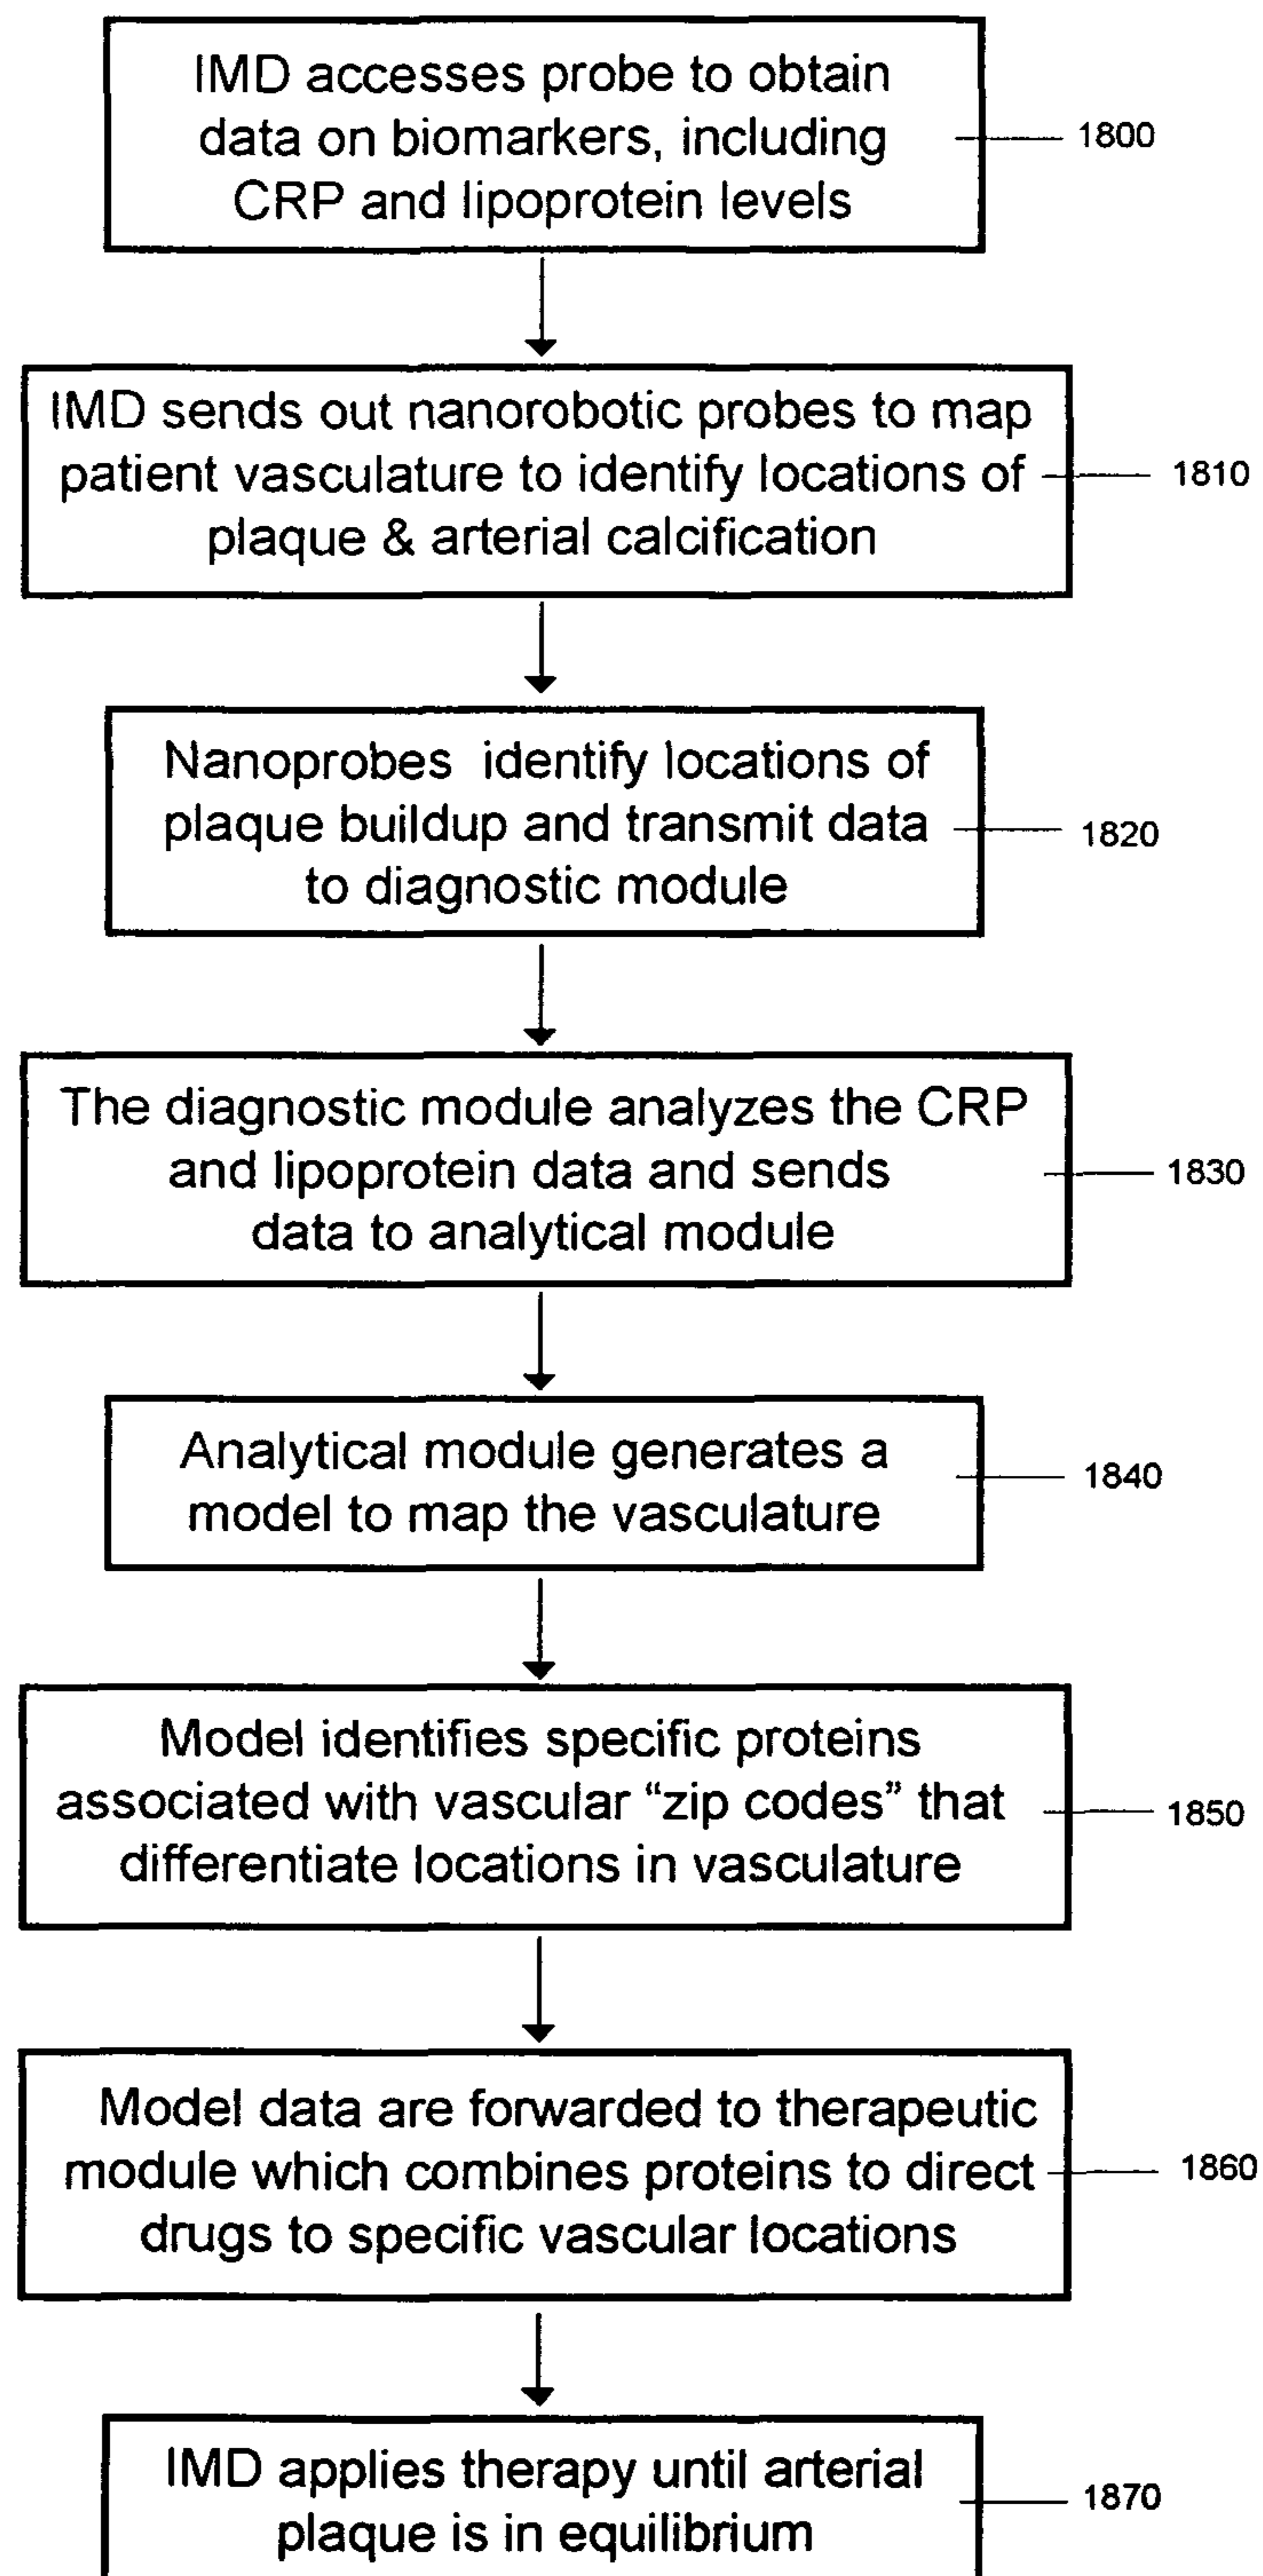 IMD accesses probe to obtain
data on biomarkers, including
CRP and lipoprotein levels
1800
IMD sends out nanorobotic probes to map
patient vasculature to identify locations of
plaque & arterial calcification
1810
Nanoprobes identify locations of
plaque buildup and transmit data
to diagnostic module
1820
The diagnostic module analyzes the CRP
and lipoprotein data and sends
data to analytical module
1830
Analytical module generates a
model to map the vasculature
1840
Model identifies specific proteins
associated with vascular “zip codes” that
differentiate locations in vasculature
1850
Model data are forwarded to therapeutic
module which combines proteins to direct
drugs to specific vascular locations
1860
IMD applies therapy until arterial
plaque is in equilibrium
1870